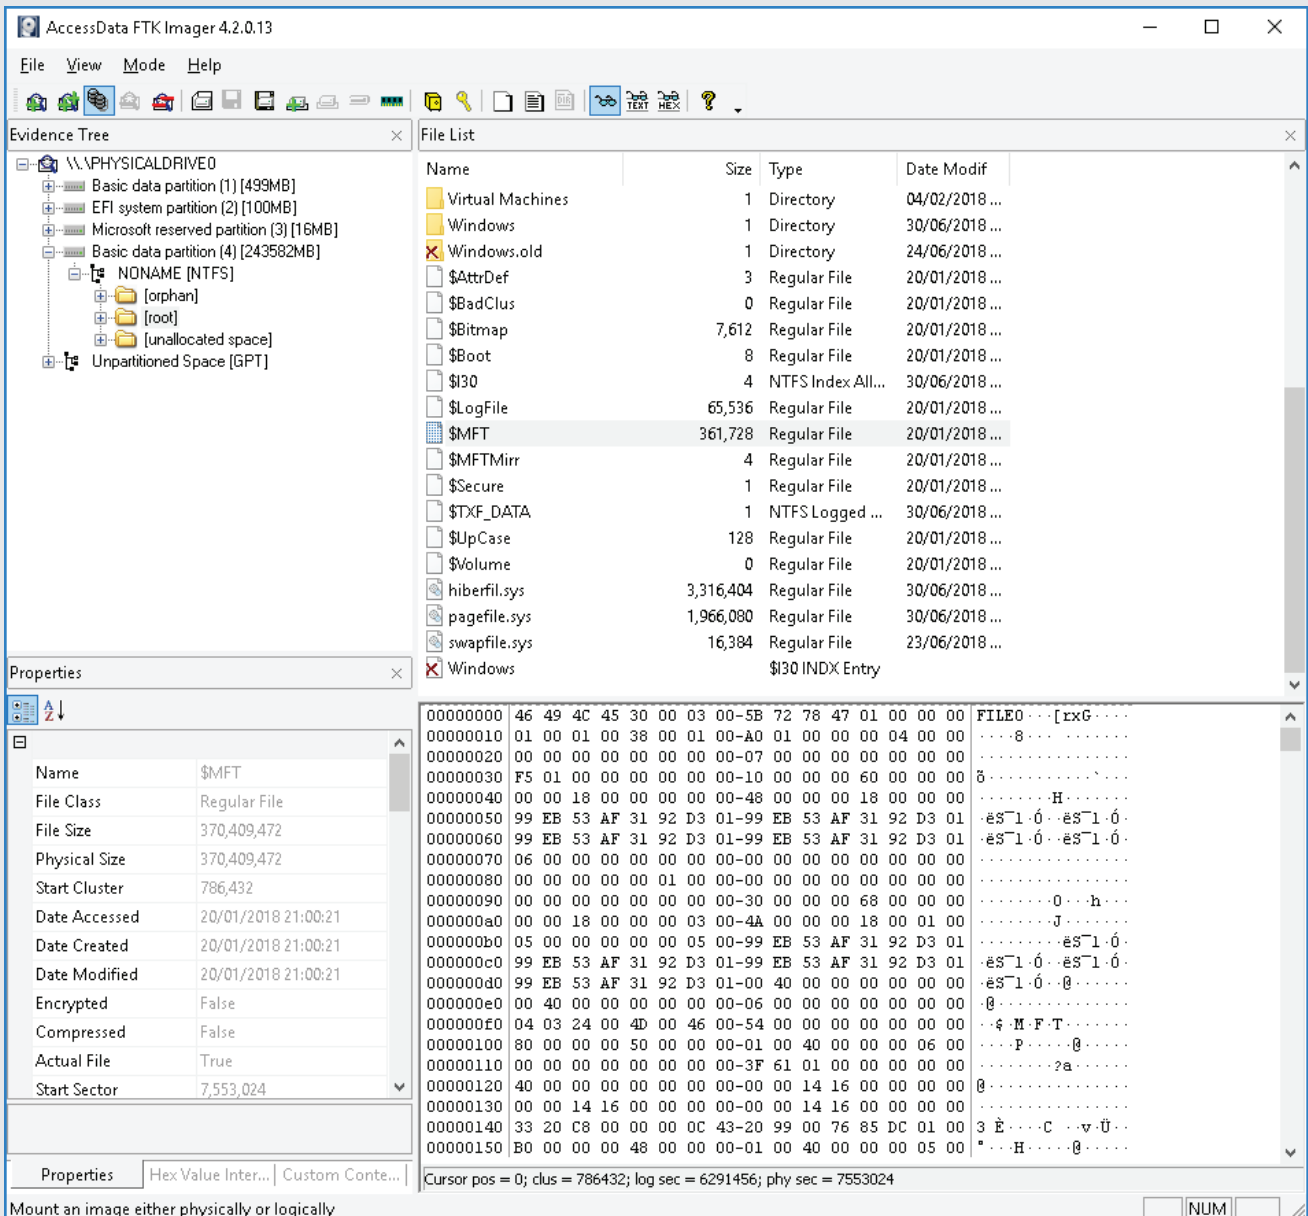 AccessData FTK Imager 4.2.0.13
File View Mode Help
Evidence Tree
\\.\PHYSICALDRIVE0
Basic data partition (1) [499MB]
EFI system partition (2) [100MB]
Microsoft reserved partition (3) [16MB]
Basic data partition (4) [243582MB]
NONAME [NTFS]
[orphan]
[root]
[unallocated space]
Unpartitioned Space [GPT]
File List
Name Size Type Date Modif
Virtual Machines 1 Directory 04/02/2018 ...
Windows 1 Directory 30/06/2018 ...
Windows.old 1 Directory 24/06/2018 ...
$AttrDef 3 Regular File 20/01/2018 ...
$BadClus 0 Regular File 20/01/2018 ...
$Bitmap 7,612 Regular File 20/01/2018 ...
$Boot 8 Regular File 20/01/2018 ...
$I30 4 NTFS Index All... 30/06/2018 ...
$LogFile 65,536 Regular File 20/01/2018 ...
$MFT 361,728 Regular File 20/01/2018 ...
$MFTMirr 4 Regular File 20/01/2018 ...
$Secure 1 Regular File 20/01/2018 ...
$TXF_DATA 1 NTFS Logged ... 30/06/2018 ...
$UpCase 128 Regular File 20/01/2018 ...
$Volume 0 Regular File 20/01/2018 ...
hiberfil.sys 3,316,404 Regular File 30/06/2018 ...
pagefile.sys 1,966,080 Regular File 30/06/2018 ...
swapfile.sys 16,384 Regular File 23/06/2018 ...
Windows $I30 INDX Entry
Properties
Name $MFT
File Class Regular File
File Size 370,409,472
Physical Size 370,409,472
Start Cluster 786,432
Date Accessed 20/01/2018 21:00:21
Date Created 20/01/2018 21:00:21
Date Modified 20/01/2018 21:00:21
Encrypted False
Compressed False
Actual File True
Start Sector 7,553,024
Properties Hex Value Inter... Custom Conte...
00000000 46 49 4C 45 30 00 03 00-5B 72 78 47 01 00 00 00 FILE0···[rxG····
00000010 01 00 01 00 38 00 01 00-A0 01 00 00 00 04 00 00 ····8··· ·······
00000020 00 00 00 00 00 00 00 00-07 00 00 00 00 00 00 00 ················
00000030 F5 01 00 00 00 00 00 00-10 00 00 00 60 00 00 00 õ···········`···
00000040 00 00 18 00 00 00 00 00-48 00 00 00 18 00 00 00 ········H·······
00000050 99 EB 53 AF 31 92 D3 01-99 EB 53 AF 31 92 D3 01 ·ëS¯1·Ó··ëS¯1·Ó·
00000060 99 EB 53 AF 31 92 D3 01-99 EB 53 AF 31 92 D3 01 ·ëS¯1·Ó··ëS¯1·Ó·
00000070 06 00 00 00 00 00 00 00-00 00 00 00 00 00 00 00 ················
00000080 00 00 00 00 00 01 00 00-00 00 00 00 00 00 00 00 ················
00000090 00 00 00 00 00 00 00 00-30 00 00 00 68 00 00 00 ········0···h···
000000a0 00 00 18 00 00 00 03 00-4A 00 00 00 18 00 01 00 ········J·······
000000b0 05 00 00 00 00 00 05 00-99 EB 53 AF 31 92 D3 01 ·········ëS¯1·Ó·
000000c0 99 EB 53 AF 31 92 D3 01-99 EB 53 AF 31 92 D3 01 ·ëS¯1·Ó··ëS¯1·Ó·
000000d0 99 EB 53 AF 31 92 D3 01-00 40 00 00 00 00 00 00 ·ëS¯1·Ó··@······
000000e0 00 40 00 00 00 00 00 00-06 00 00 00 00 00 00 00 ·@··············
000000f0 04 03 24 00 4D 00 46 00-54 00 00 00 00 00 00 00 ··$·M·F·T·······
00000100 80 00 00 00 50 00 00 00-01 00 40 00 00 00 06 00 ····P·····@·····
00000110 00 00 00 00 00 00 00 00-3F 61 01 00 00 00 00 00 ········?a······
00000120 40 00 00 00 00 00 00 00-00 00 14 16 00 00 00 00 @···············
00000130 00 00 14 16 00 00 00 00-00 00 14 16 00 00 00 00 ················
00000140 33 20 C8 00 00 00 0C 43-20 99 00 76 85 DC 01 00 3 È····C ··v·Ü··
00000150 B0 00 00 00 48 00 00 00-01 00 40 00 00 00 05 00 °···H·····@·····
Cursor pos = 0; clus = 786432; log sec = 6291456; phy sec = 7553024
Mount an image either physically or logically NUM